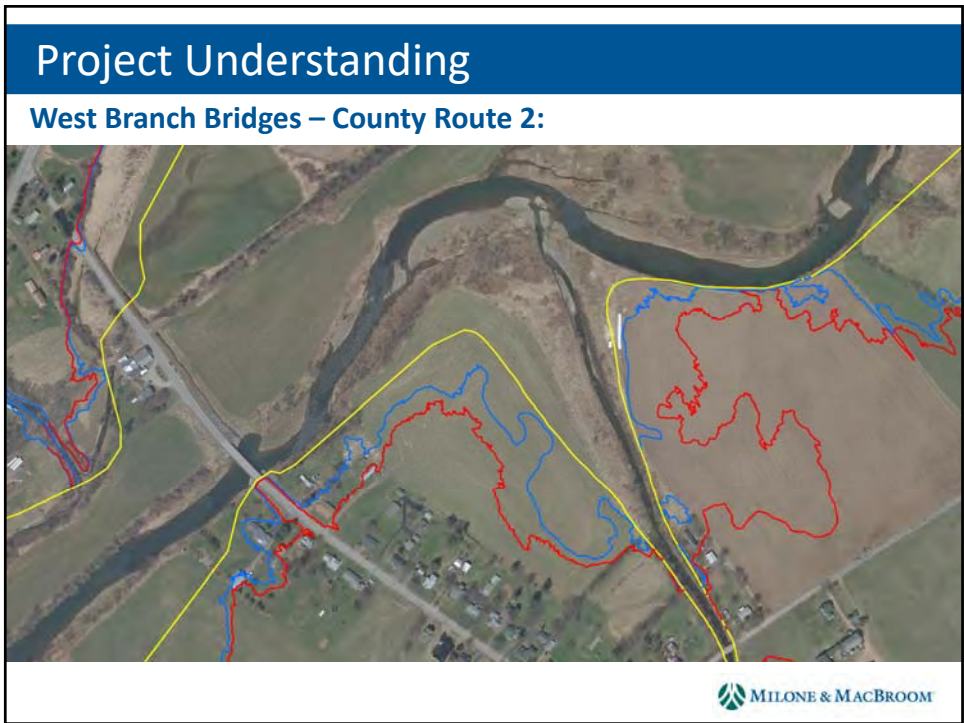 Project Understanding
West Branch Bridges – County Route 2:
MILONE & MACBROOM